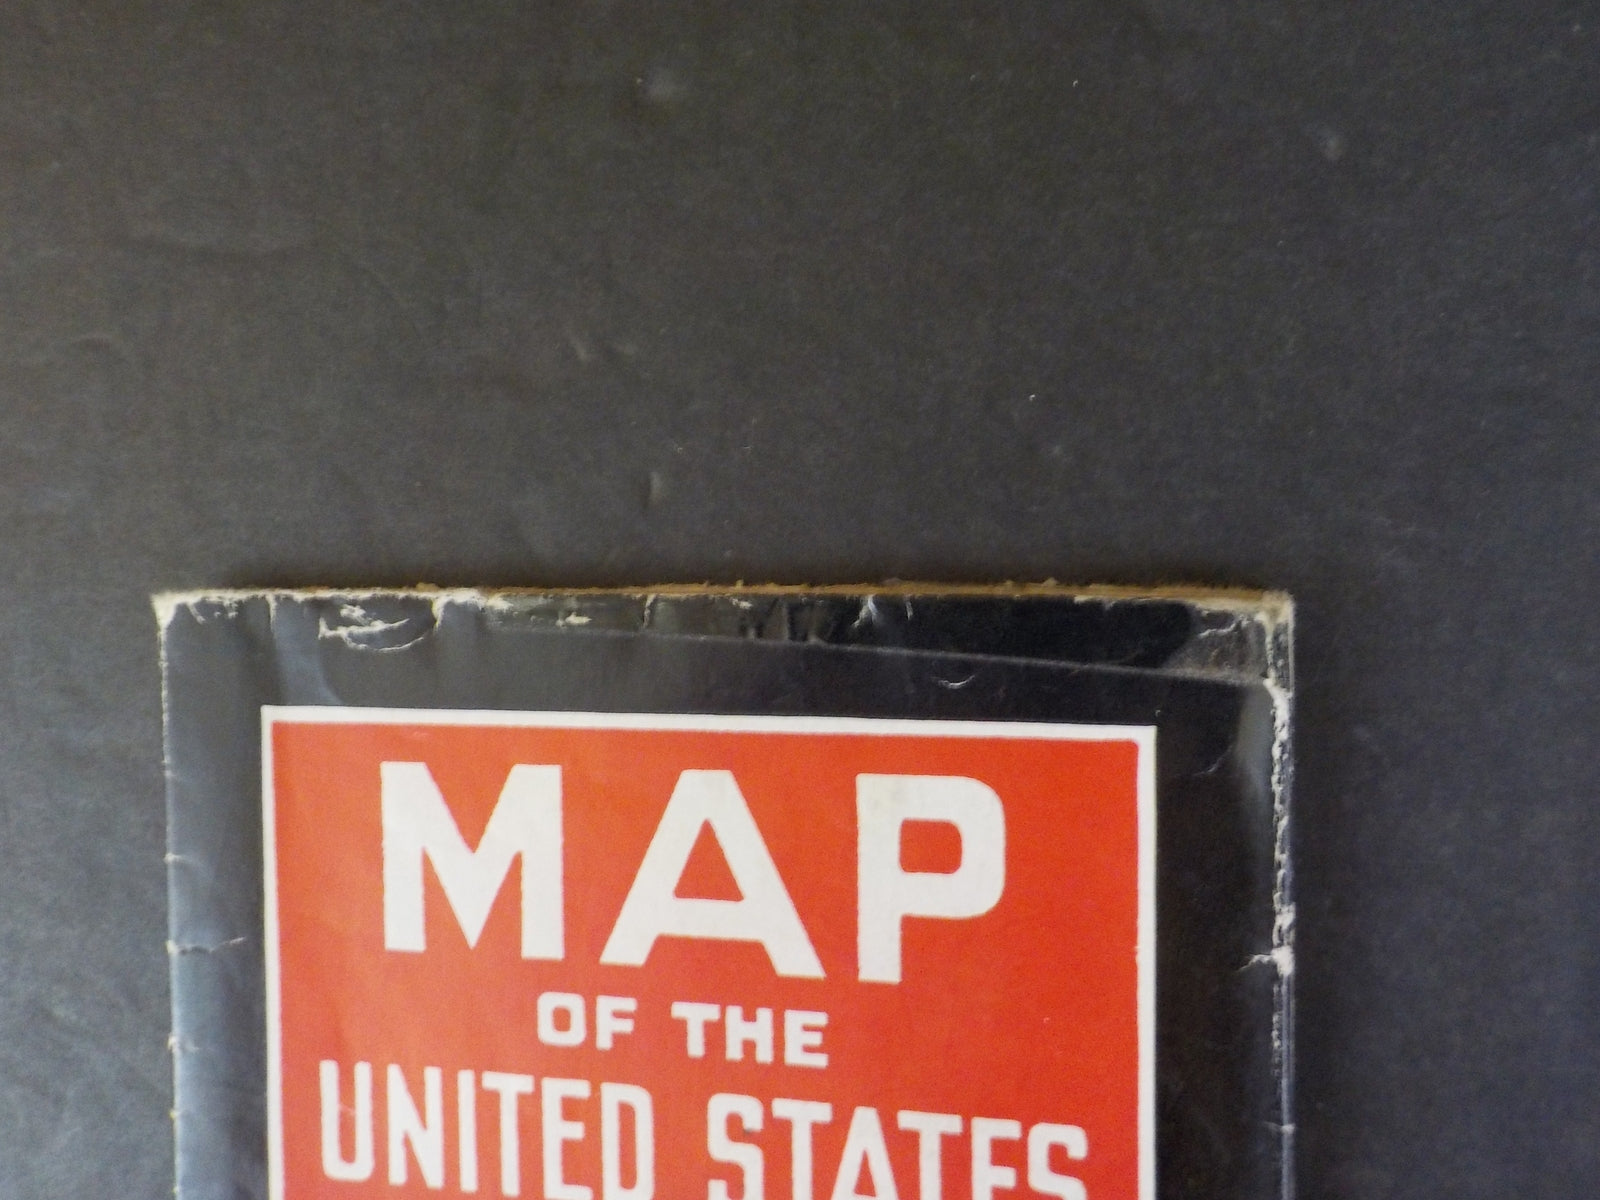 MAP
OF THE
UNITED STATES